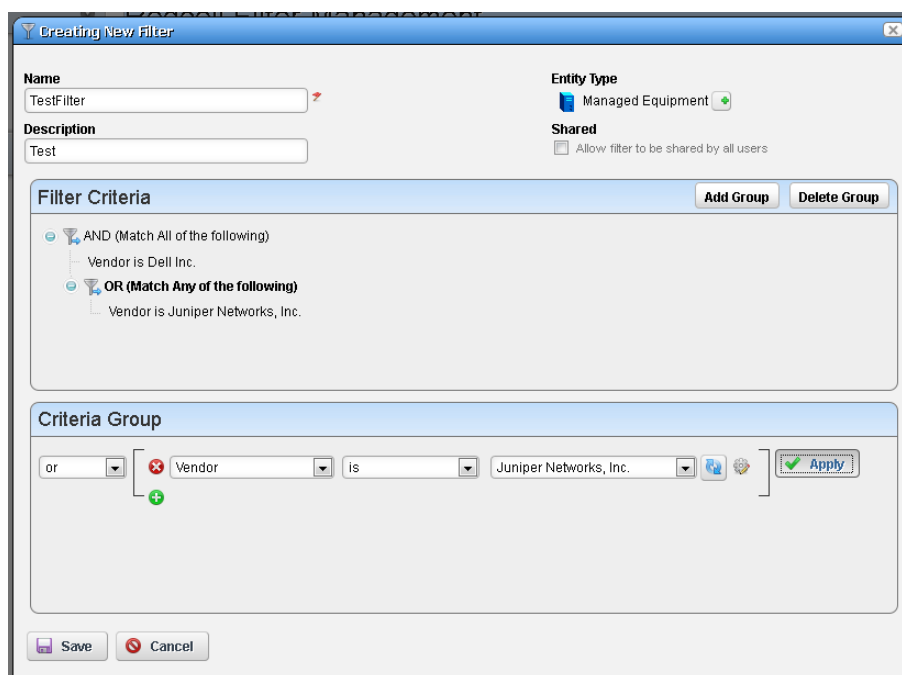 Redcell Filter Management
Creating New Filter
Name
TestFilter
Entity Type
Managed Equipment
Description
Test
Shared
Allow filter to be shared by all users
Filter Criteria
Add Group
Delete Group
AND (Match All of the following)
Vendor is Dell Inc.
OR (Match Any of the following)
Vendor is Juniper Networks, Inc.
Criteria Group
or
Vendor
is
Juniper Networks, Inc.
Apply
Save
Cancel